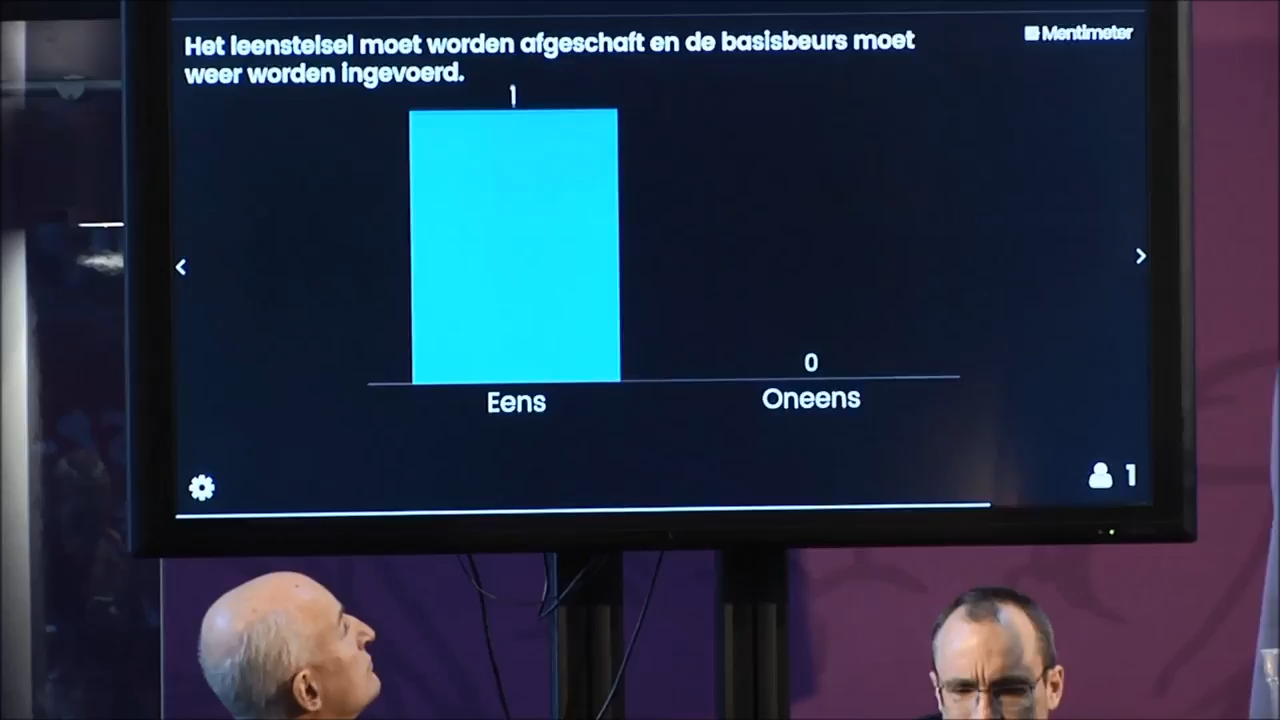 Het leenstelsel moet worden afgeschaft en de basisbeurs moet
weer worden ingevoerd.
Mentimeter
1
0
Eens
Oneens
1